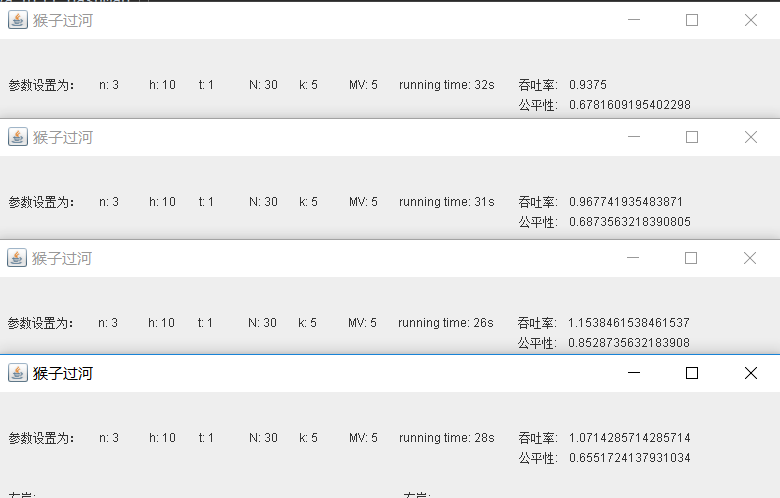 猴子过河
参数设置为: n: 3 h: 10 t: 1 N: 30 k: 5 MV: 5 running time: 32s 吞吐率: 0.9375
公平性: 0.6781609195402298
猴子过河
参数设置为: n: 3 h: 10 t: 1 N: 30 k: 5 MV: 5 running time: 31s 吞吐率: 0.967741935483871
公平性: 0.6873563218390805
猴子过河
参数设置为: n: 3 h: 10 t: 1 N: 30 k: 5 MV: 5 running time: 26s 吞吐率: 1.1538461538461537
公平性: 0.8528735632183908
猴子过河
参数设置为: n: 3 h: 10 t: 1 N: 30 k: 5 MV: 5 running time: 28s 吞吐率: 1.0714285714285714
公平性: 0.6551724137931034